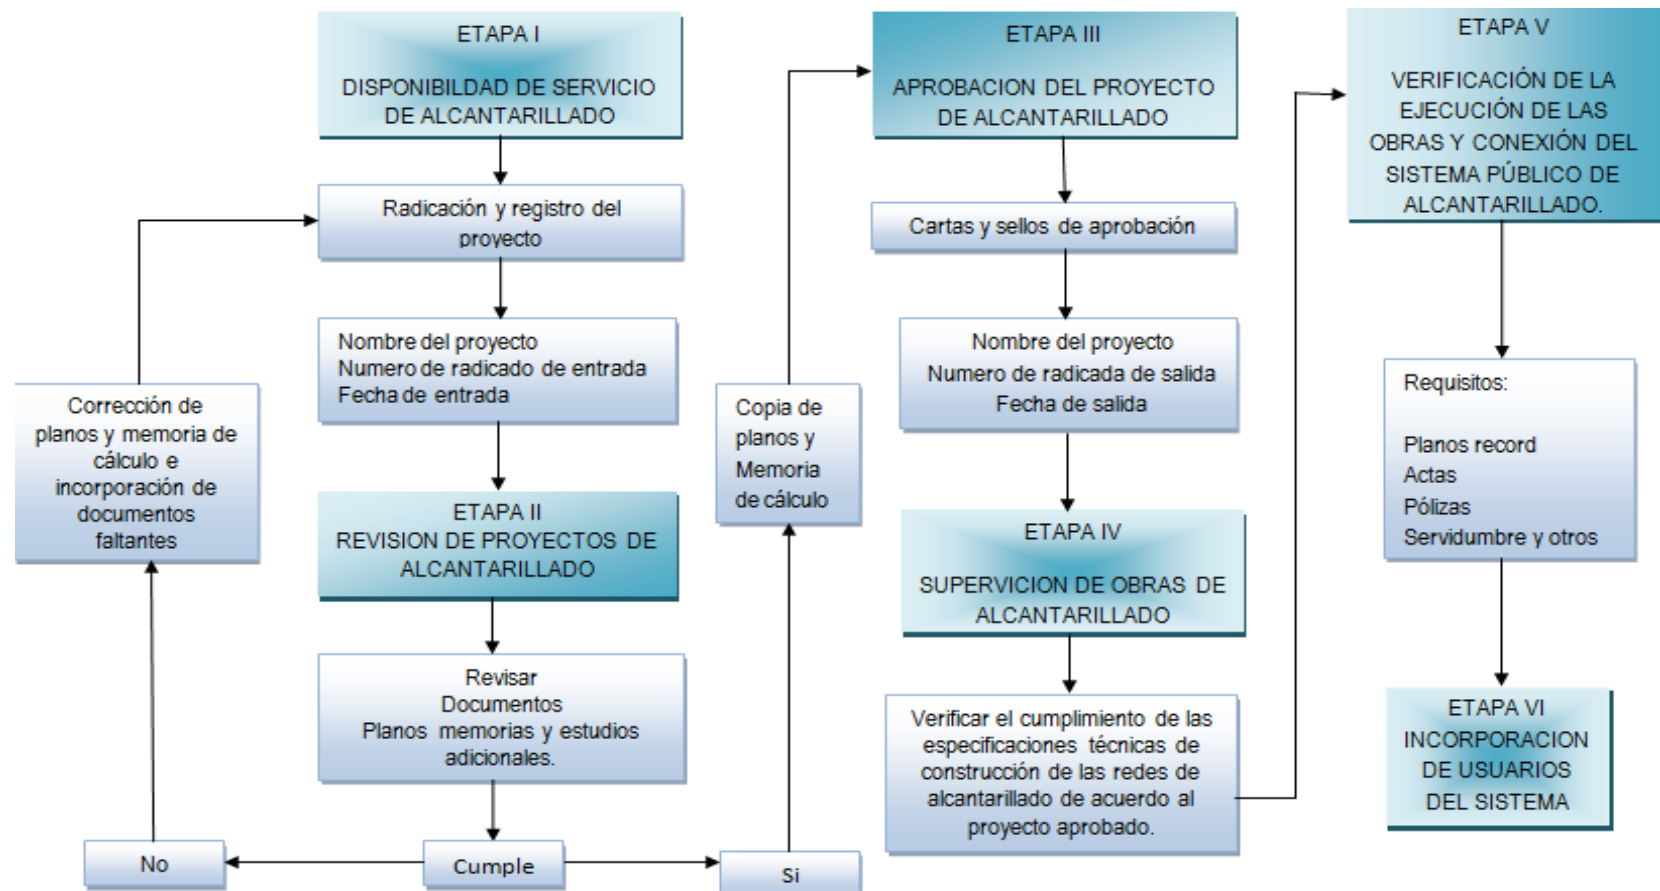 ETAPA I
DISPONIBILDAD DE SERVICIO
DE ALCANTARILLADO
Radicación y registro del
proyecto
Nombre del proyecto
Numero de radicado de entrada
Fecha de entrada
ETAPA II
REVISION DE PROYECTOS DE
ALCANTARILLADO
Revisar
Documentos
Planos memorias y estudios
adicionales.
Cumple
No
Corrección de
planos y memoria de
cálculo e
incorporación de
documentos
faltantes
Si
Copia de
planos y
Memoria
de cálculo
ETAPA III
APROBACION DEL PROYECTO
DE ALCANTARILLADO
Cartas y sellos de aprobación
Nombre del proyecto
Numero de radicada de salida
Fecha de salida
ETAPA IV
SUPERVICION DE OBRAS DE
ALCANTARILLADO
Verificar el cumplimiento de las
especificaciones técnicas de
construcción de las redes de
alcantarillado de acuerdo al
proyecto aprobado.
ETAPA V
VERIFICACIÓN DE LA
EJECUCIÓN DE LAS
OBRAS Y CONEXIÓN DEL
SISTEMA PÚBLICO DE
ALCANTARILLADO.
Requisitos:
Planos record
Actas
Pólizas
Servidumbre y otros
ETAPA VI
INCORPORACION
DE USUARIOS
DEL SISTEMA